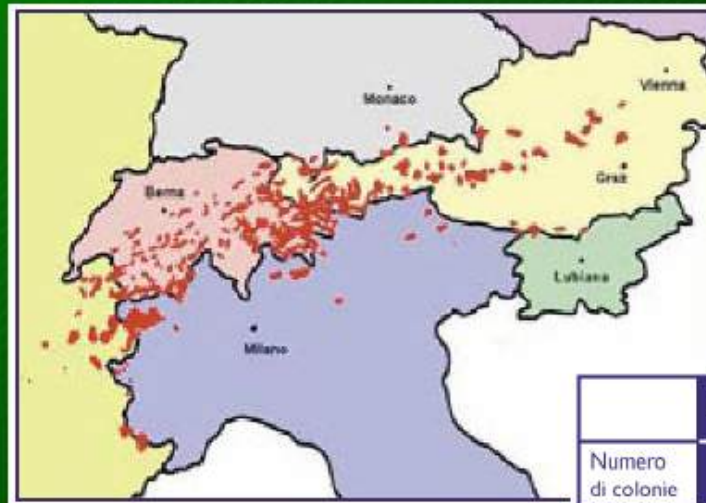 Monaco
Vienna
Graz
Berna
Lubiana
Milano
Numero
di colonie